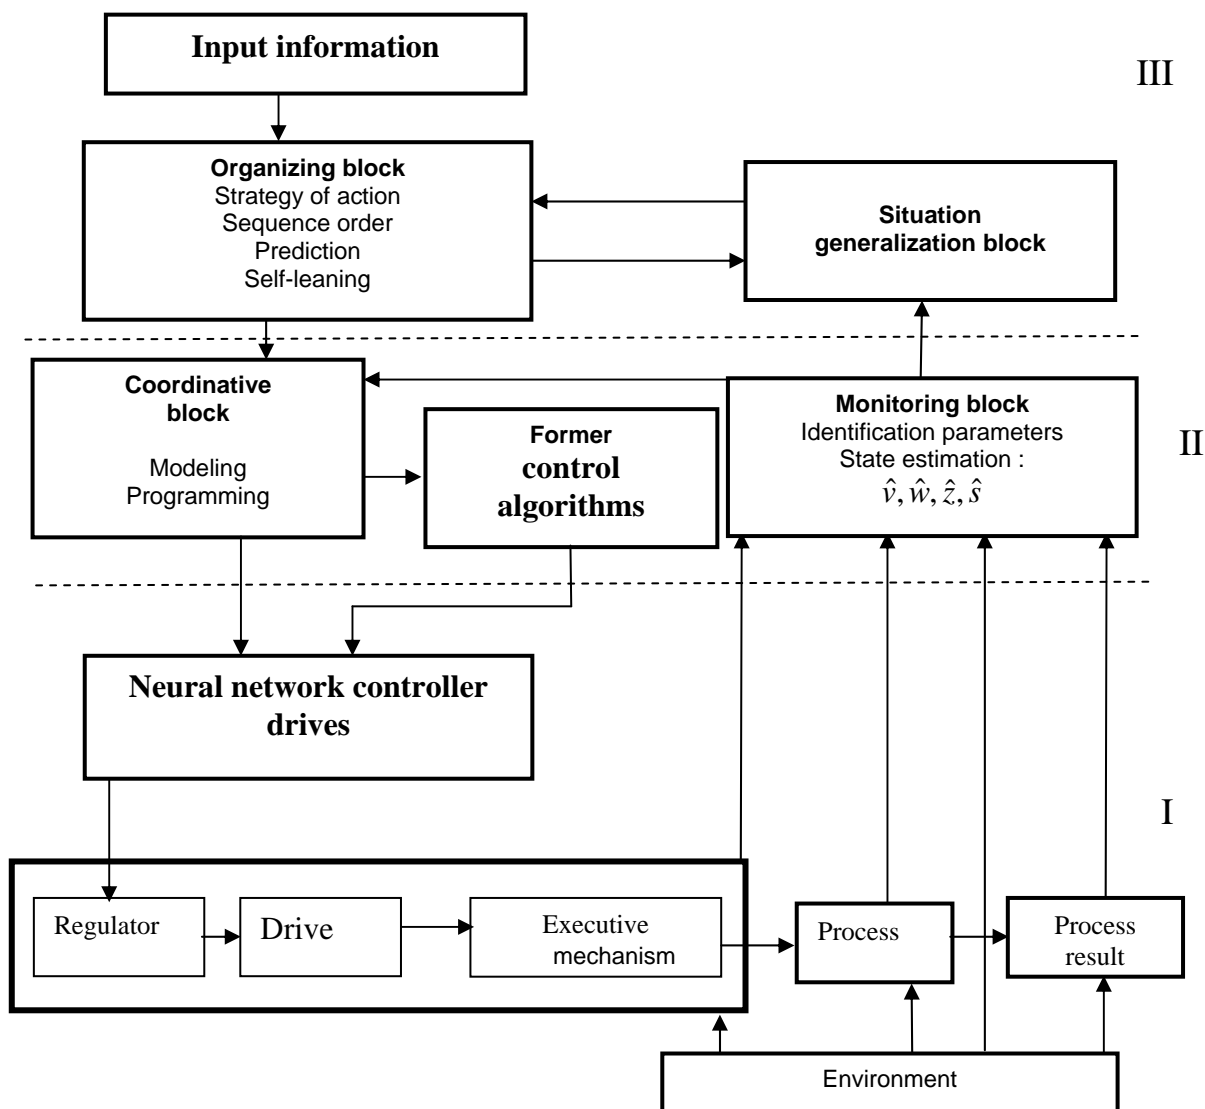 Input information
III
Organizing block
Strategy of action
Sequence order
Prediction
Self-leaning
Situation
generalization block
Coordinative
block
Modeling
Programming
Former
control
algorithms
Monitoring block
Identification parameters
State estimation :
v̂, ŵ, ẑ, ŝ
II
Neural network controller
drives
I
Regulator
Drive
Executive
mechanism
Process
Process
result
Environment